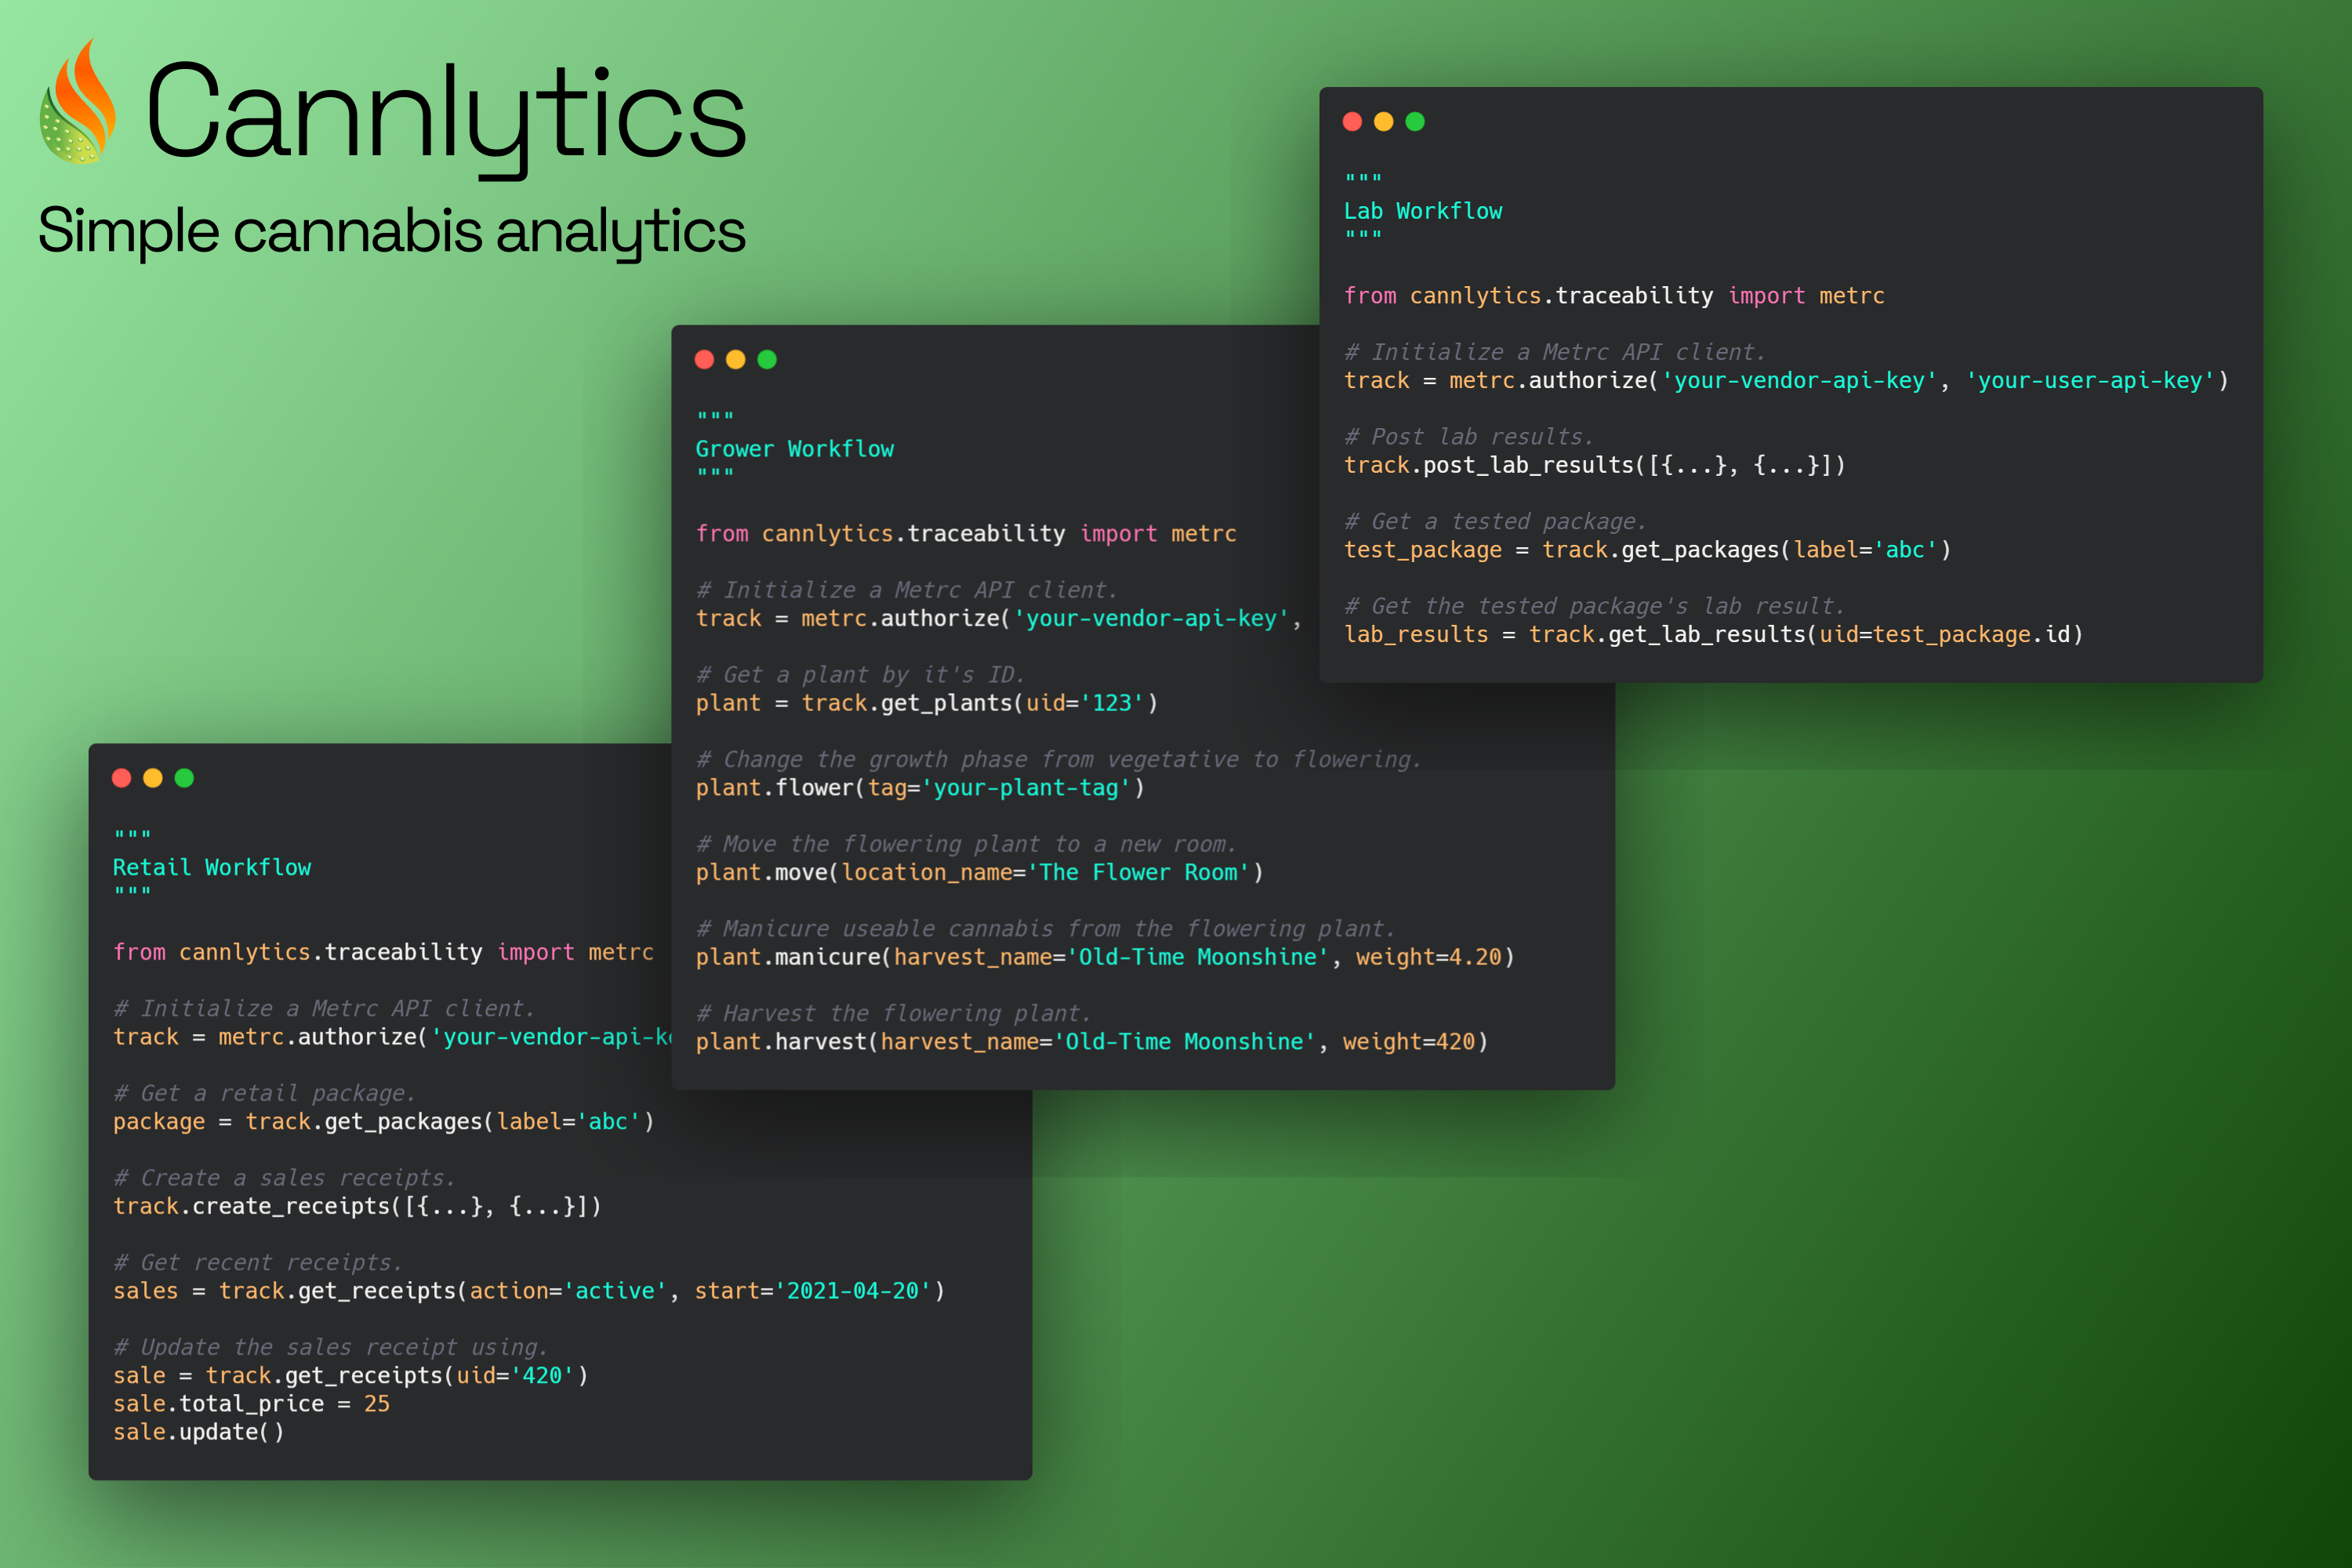 Cannlytics
Simple cannabis analytics
"""
Lab Workflow
"""
from cannlytics.traceability import metrc
# Initialize a Metrc API client.
track = metrc.authorize('your-vendor-api-key', 'your-user-api-key')
# Post lab results.
track.post_lab_results([{...}, {...}])
# Get a tested package.
test_package = track.get_packages(label='abc')
# Get the tested package's lab result.
lab_results = track.get_lab_results(uid=test_package.id)
"""
Grower Workflow
"""
from cannlytics.traceability import metrc
# Initialize a Metrc API client.
track = metrc.authorize('your-vendor-api-key',
# Get a plant by it's ID.
plant = track.get_plants(uid='123')
# Change the growth phase from vegetative to flowering.
plant.flower(tag='your-plant-tag')
# Move the flowering plant to a new room.
plant.move(location_name='The Flower Room')
# Manicure useable cannabis from the flowering plant.
plant.manicure(harvest_name='Old-Time Moonshine', weight=4.20)
# Harvest the flowering plant.
plant.harvest(harvest_name='Old-Time Moonshine', weight=420)
"""
Retail Workflow
"""
from cannlytics.traceability import metrc
# Initialize a Metrc API client.
track = metrc.authorize('your-vendor-api-k
# Get a retail package.
package = track.get_packages(label='abc')
# Create a sales receipts.
track.create_receipts([{...}, {...}])
# Get recent receipts.
sales = track.get_receipts(action='active', start='2021-04-20')
# Update the sales receipt using.
sale = track.get_receipts(uid='420')
sale.total_price = 25
sale.update()